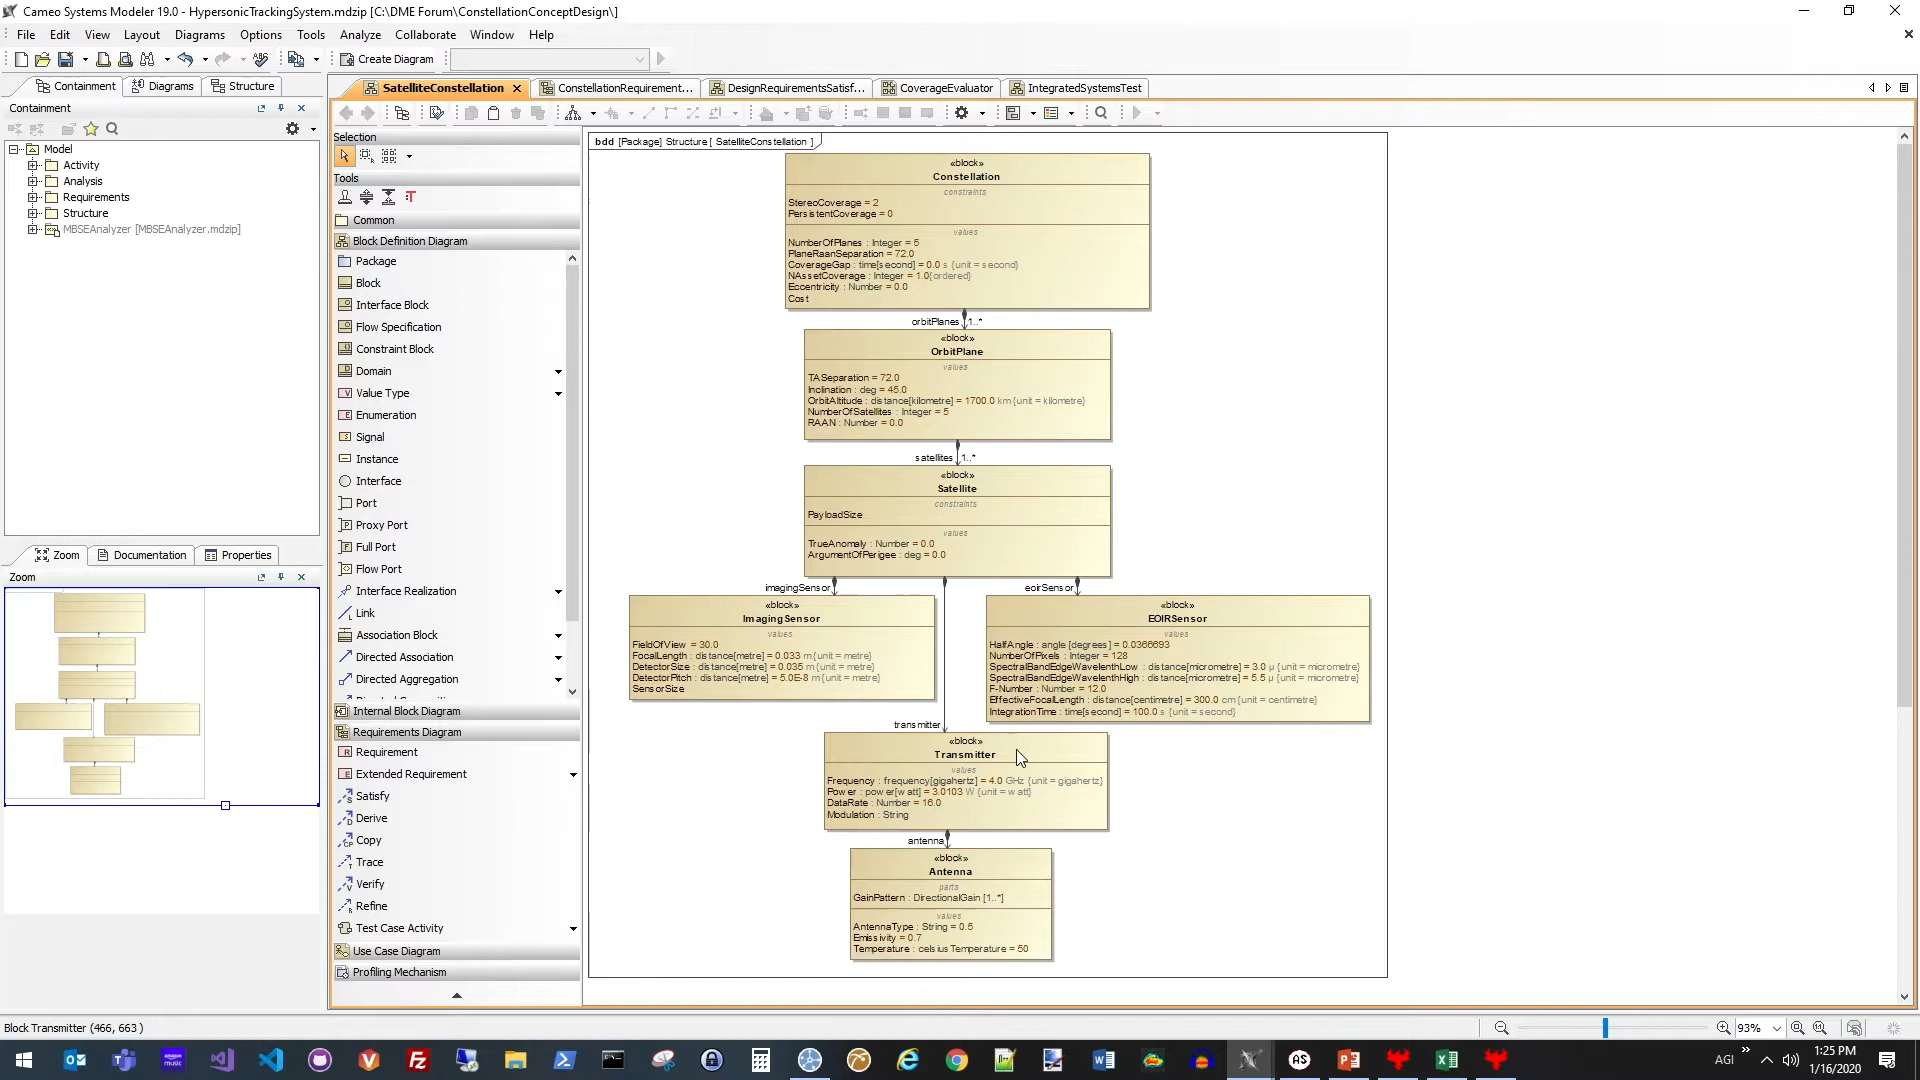 Cameo Systems Modeler 19.0 - HypersonicTrackingSystem.mdzip [C:\DME Forum\ConstellationConceptDesign\]
File Edit View Layout Diagrams Options Tools Analyze Collaborate Window Help
Create Diagram
Containment Diagrams Structure
SatelliteConstellation ConstellationRequirement... DesignRequirementsSatisf... CoverageEvaluator IntegratedSystemsTest
Containment
Model
Activity
Analysis
Requirements
Structure
MBSEAnalyzer [MBSEAnalyzer.mdzip]
Zoom Documentation Properties
Zoom
Selection
Tools
Common
Block Definition Diagram
Package
Block
Interface Block
Flow Specification
Constraint Block
Domain
Value Type
Enumeration
Signal
Instance
Interface
Port
Proxy Port
Full Port
Flow Port
Interface Realization
Link
Association Block
Directed Association
Directed Aggregation
Internal Block Diagram
Requirements Diagram
Requirement
Extended Requirement
Satisfy
Derive
Copy
Trace
Verify
Refine
Test Case Activity
Use Case Diagram
Profiling Mechanism
bdd [Package] Structure [ SatelliteConstellation ]
«block»
Constellation
constraints
StereoCoverage = 2
PersistentCoverage = 0
values
NumberOfPlanes : Integer = 5
PlaneRaanSeparation = 72.0
CoverageGap : time[second] = 0.0 s {unit = second}
NAssetCoverage : Integer = 1.0{ordered}
Eccentricity : Number = 0.0
Cost
orbitPlanes 1..*
«block»
OrbitPlane
values
TASeparation = 72.0
Inclination : deg = 45.0
OrbitAltitude : distance[kilometre] = 1700.0 km{unit = kilometre}
NumberOfSatellites : Integer = 5
RAAN : Number = 0.0
satellites 1..*
«block»
Satellite
constraints
PayloadSize
values
TrueAnomaly : Number = 0.0
ArgumentOfPerigee : deg = 0.0
imagingSensor
eoirSensor
«block»
ImagingSensor
values
FieldOfView = 30.0
FocalLength : distance[metre] = 0.033 m{unit = metre}
DetectorSize : distance[metre] = 0.035 m{unit = metre}
DetectorPitch : distance[metre] = 5.0E-8 m{unit = metre}
SensorSize
«block»
EOIRSensor
values
HalfAngle : angle [degrees] = 0.0366693
NumberOfPixels : Integer = 128
SpectralBandEdgeWavelenthLow : distance[micrometre] = 3.0 µ {unit = micrometre}
SpectralBandEdgeWavelenthHigh : distance[micrometre] = 5.5 µ {unit = micrometre}
F-Number : Number = 12.0
EffectiveFocalLength : distance[centimetre] = 300.0 cm{unit = centimetre}
IntegrationTime : time[second] = 100.0 s {unit = second}
transmitter
«block»
Transmitter
values
Frequency : frequency[gigahertz] = 4.0 GHz {unit = gigahertz}
Power : power[watt] = 3.0103 W {unit = watt}
DataRate : Number = 16.0
Modulation : String
antenna
«block»
Antenna
parts
GainPattern : DirectionalGain [1..*]
values
AntennaType : String = 0.5
Emissivity = 0.7
Temperature : celsiusTemperature = 50
Block Transmitter (466, 663 )
93%
AGI
1:25 PM
1/16/2020